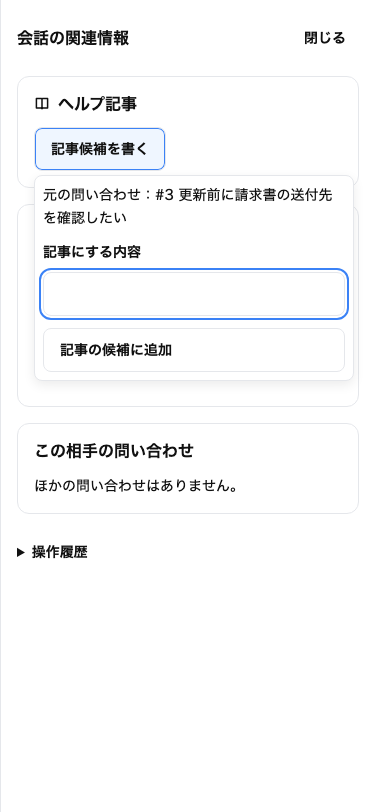 会話の関連情報
閉じる
ヘルプ記事
記事候補を書く
元の問い合わせ：#3 更新前に請求書の送付先
を確認したい
記事にする内容
記事の候補に追加
この相手の問い合わせ
ほかの問い合わせはありません。
操作履歴